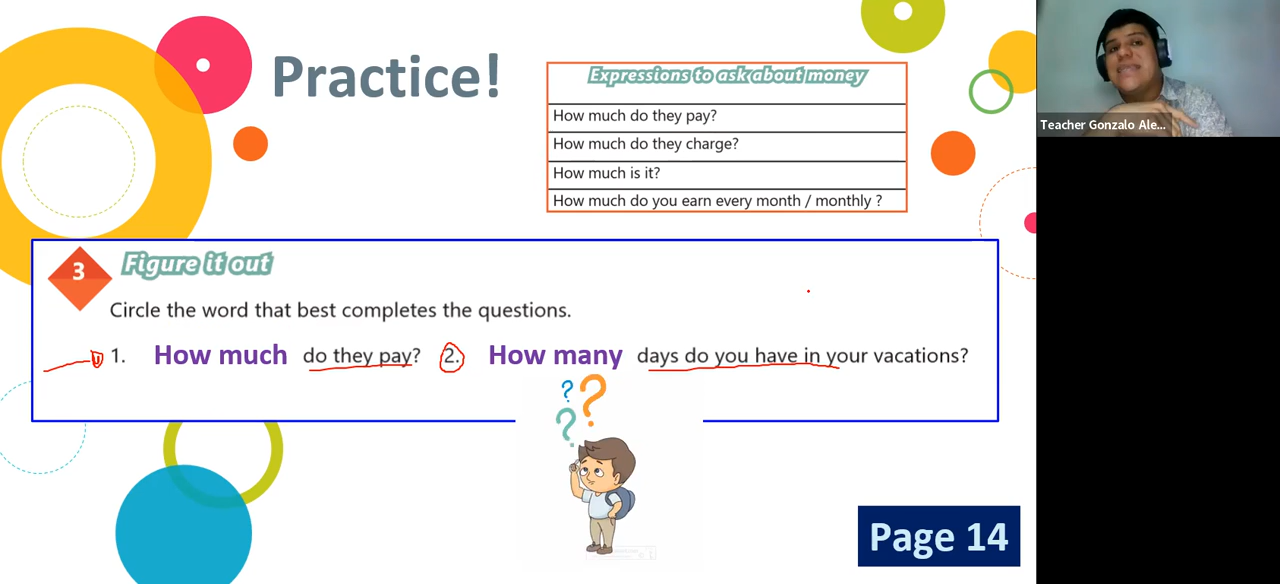 Practice!
Expressions to ask about money
How much do they pay?
How much do they charge?
How much is it?
How much do you earn every month / monthly ?
Teacher Gonzalo Ale...
3 Figure it out
Circle the word that best completes the questions.
1. How much do they pay? 2. How many days do you have in your vacations?
? ?
?
Page 14